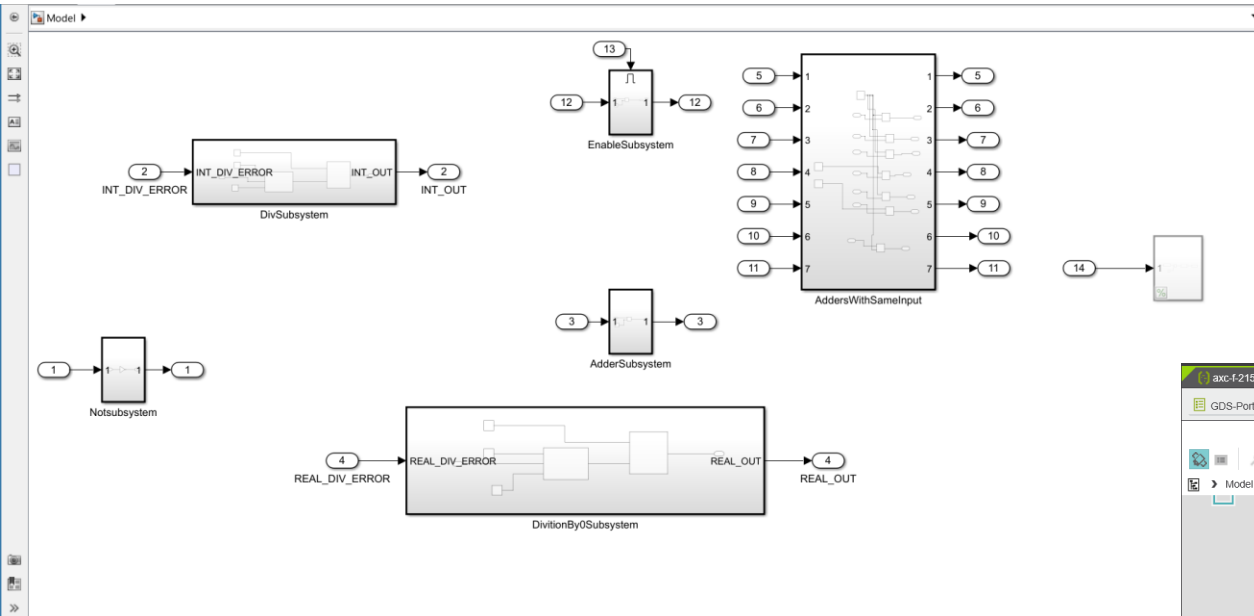 Model
13
12
1
1
12
EnableSubsystem
5
6
7
8
9
10
11
1
2
3
4
5
6
7
1
2
3
4
5
6
7
5
6
7
8
9
10
11
AddersWithSameInput
2
INT_DIV_ERROR
INT_DIV_ERROR
INT_OUT
2
INT_OUT
DivSubsystem
14
1
3
1
1
3
AdderSubsystem
1
1
1
1
Notsubsystem
4
REAL_DIV_ERROR
REAL_DIV_ERROR
REAL_OUT
4
REAL_OUT
DivitionBy0Subsystem
axc-f-215
GDS-Port
Model